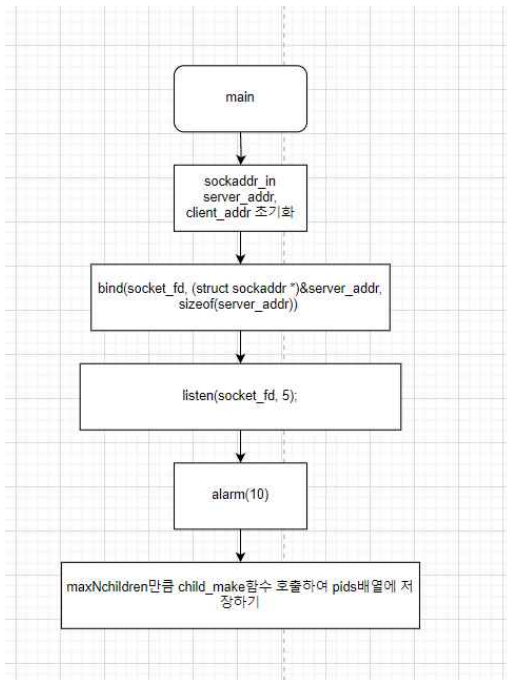 main
sockaddr_in
server_addr,
client_addr 초기화
bind(socket_fd, (struct sockaddr *)&server_addr,
sizeof(server_addr))
listen(socket_fd, 5);
alarm(10)
maxNchildren만큼 child_make함수 호출하여 pids배열에 저
장하기